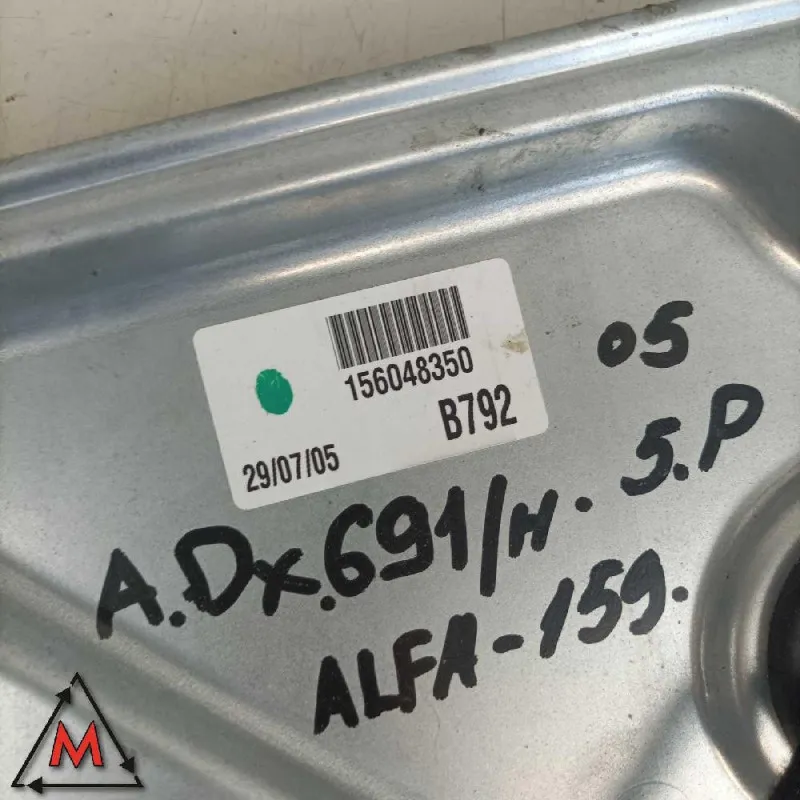 156048350
B792
29/07/05
05
A.Dx.691/H. 5.P
ALFA-159.
M